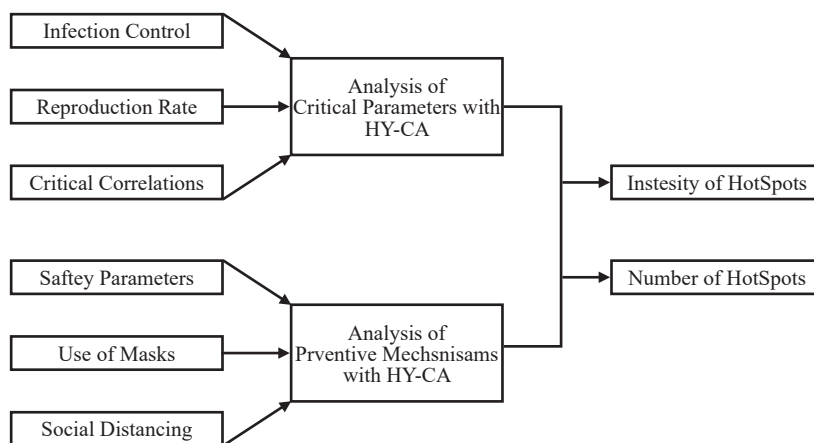 Infection Control
Reproduction Rate
Critical Correlations
Analysis of
Critical Parameters with
HY-CA
Saftey Parameters
Use of Masks
Social Distancing
Analysis of
Prventive Mechsnisams
with HY-CA
Instesity of HotSpots
Number of HotSpots